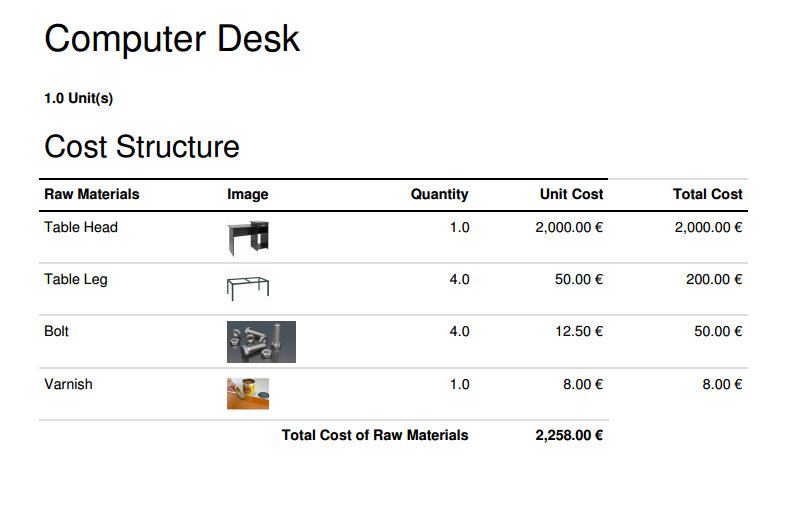 Computer Desk
1.0 Unit(s)
Cost Structure
Raw Materials Image Quantity Unit Cost Total Cost
Table Head 1.0 2,000.00 € 2,000.00 €
Table Leg 4.0 50.00 € 200.00 €
Bolt 4.0 12.50 € 50.00 €
Varnish 1.0 8.00 € 8.00 €
Total Cost of Raw Materials 2,258.00 €